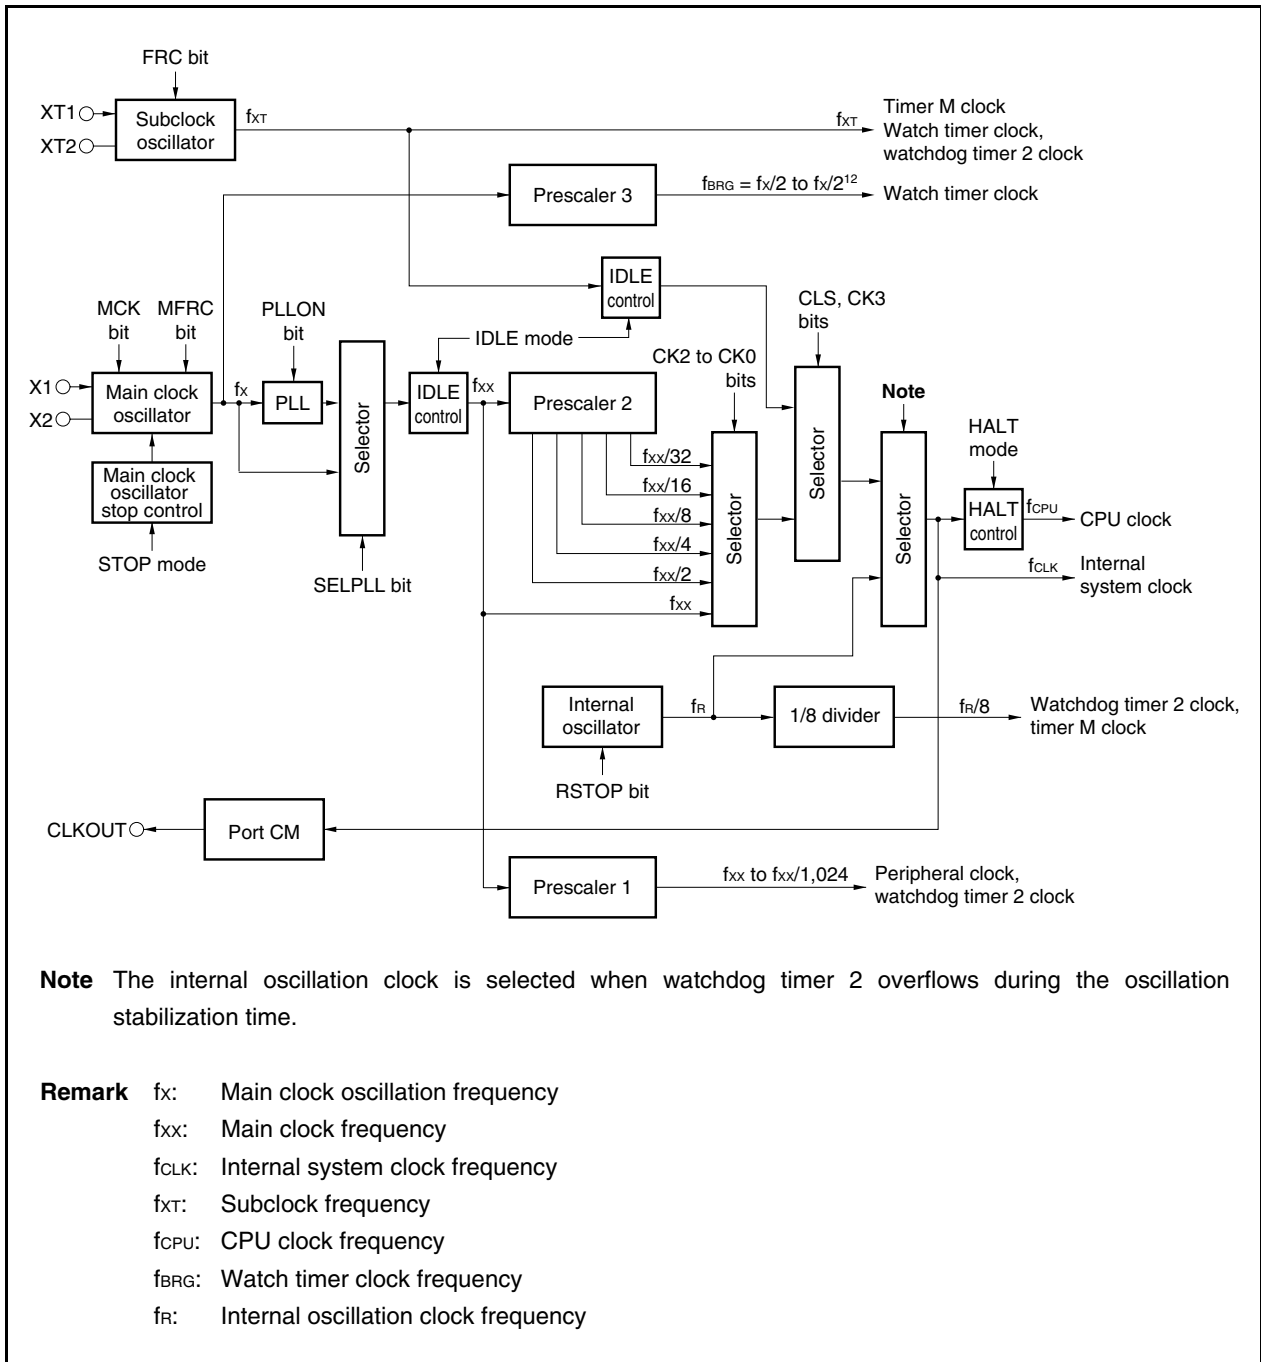 FRC bit
XT1
XT2
Subclock
oscillator
fXT
fXT
Timer M clock
Watch timer clock,
watchdog timer 2 clock
Prescaler 3
fBRG = fX/2 to fX/2¹²
Watch timer clock
IDLE
control
MCK
bit
MFRC
bit
PLLON
bit
IDLE mode
CLS, CK3
bits
CK2 to CK0
bits
X1
X2
Main clock
oscillator
fX
PLL
Selector
IDLE
control
fXX
Prescaler 2
Selector
Note
HALT
mode
Main clock
oscillator
stop control
STOP mode
SELPLL bit
fXX/32
fXX/16
fXX/8
fXX/4
fXX/2
fXX
Selector
Selector
HALT
control
fCPU
CPU clock
fCLK
Internal
system clock
Internal
oscillator
fR
1/8 divider
fR/8
Watchdog timer 2 clock,
timer M clock
RSTOP bit
CLKOUT
Port CM
Prescaler 1
fXX to fXX/1,024
Peripheral clock,
watchdog timer 2 clock
Note The internal oscillation clock is selected when watchdog timer 2 overflows during the oscillation
stabilization time.
Remark fX: Main clock oscillation frequency
fXX: Main clock frequency
fCLK: Internal system clock frequency
fXT: Subclock frequency
fCPU: CPU clock frequency
fBRG: Watch timer clock frequency
fR: Internal oscillation clock frequency